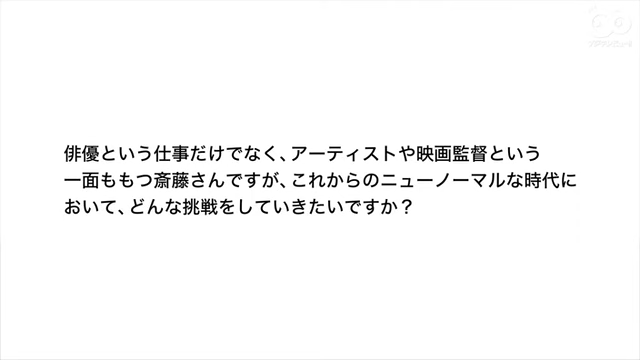 俳優という仕事だけでなく、アーティストや映画監督という
一面ももつ斎藤さんですが、これからのニューノーマルな時代に
おいて、どんな挑戦をしていきたいですか？